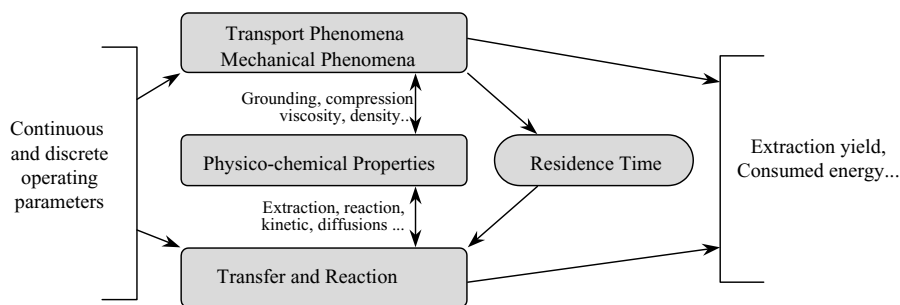 Transport Phenomena
Mechanical Phenomena
Grounding, compression
viscosity, density...
Continuous
and discrete
operating
parameters
Physico-chemical Properties
Residence Time
Extraction yield,
Consumed energy...
Extraction, reaction,
kinetic, diffusions ...
Transfer and Reaction